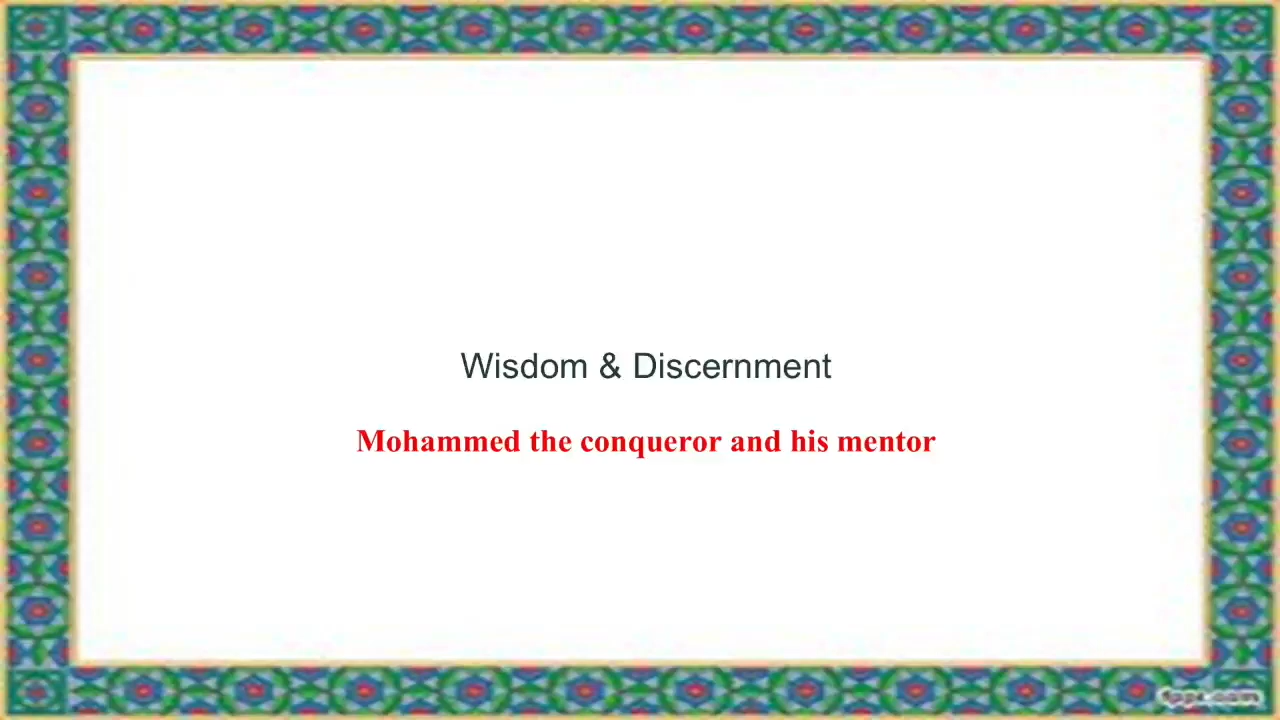 Wisdom & Discernment
Mohammed the conqueror and his mentor